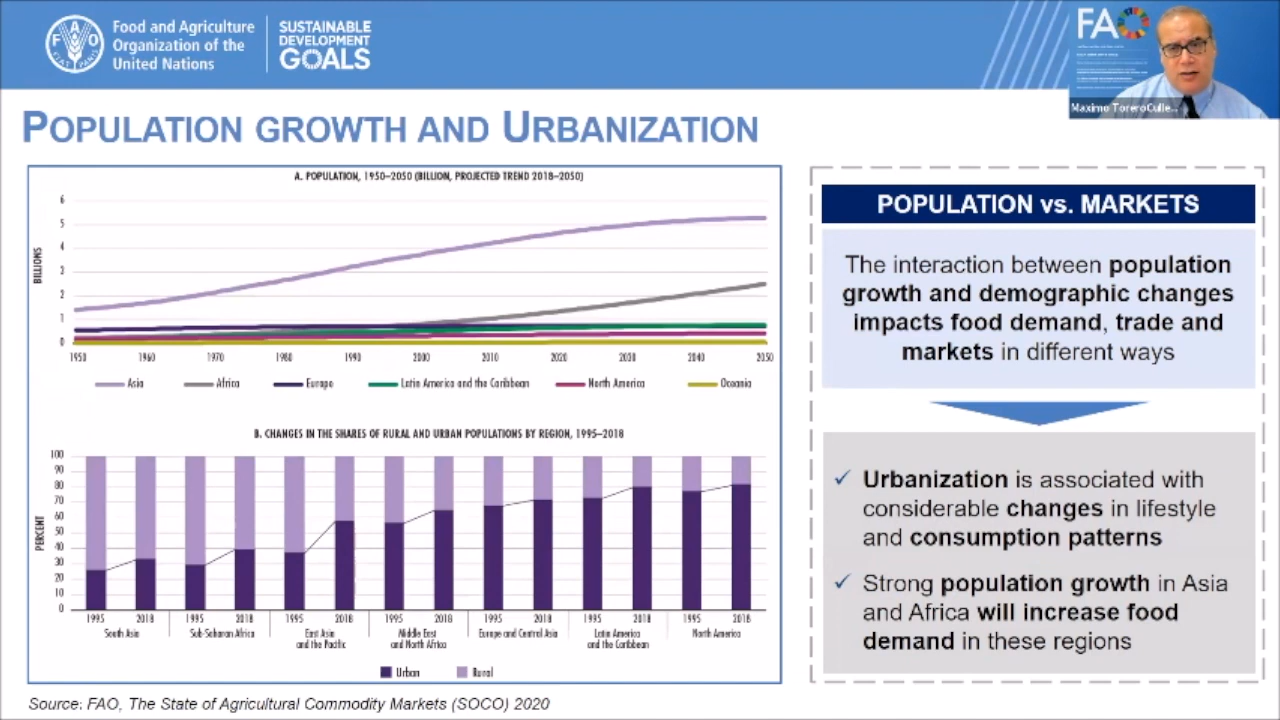 Food and Agriculture
Organization of the
United Nations
SUSTAINABLE
DEVELOPMENT
GOALS
FAO
Maximo ToreroCulle...
POPULATION GROWTH AND URBANIZATION
A. POPULATION, 1950–2050 (BILLION, PROJECTED TREND 2018–2050)
BILLIONS
6
5
4
3
2
1
0
1950 1960 1970 1980 1990 2000 2010 2020 2030 2040 2050
Asia Africa Europe Latin America and the Caribbean North America Oceania
B. CHANGES IN THE SHARES OF RURAL AND URBAN POPULATIONS BY REGION, 1995–2018
PERCENT
100
90
80
70
60
50
40
30
20
10
0
1995 2018 1995 2018 1995 2018 1995 2018 1995 2018 1995 2018 1995 2018
South Asia Sub-Saharan Africa East Asia and the Pacific Middle East and North Africa Europe and Central Asia Latin America and the Caribbean North America
Urban Rural
Source: FAO, The State of Agricultural Commodity Markets (SOCO) 2020
POPULATION vs. MARKETS
The interaction between population
growth and demographic changes
impacts food demand, trade and
markets in different ways
✓ Urbanization is associated with
considerable changes in lifestyle
and consumption patterns
✓ Strong population growth in Asia
and Africa will increase food
demand in these regions